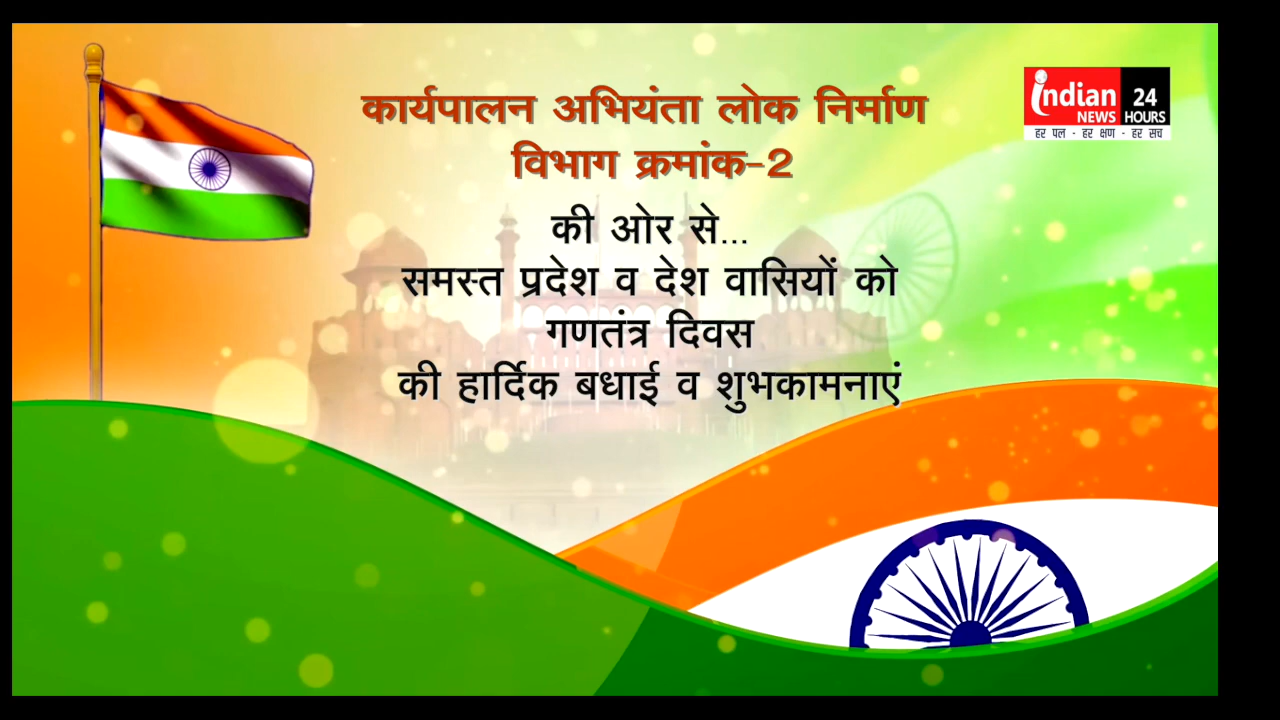 कार्यपालन अभियंता लोक निर्माण
विभाग क्रमांक-2
की ओर से...
समस्त प्रदेश व देश वासियों को
गणतंत्र दिवस
की हार्दिक बधाई व शुभकामनाएं
indian
NEWS
24
HOURS
हर पल - हर क्षण - हर सच